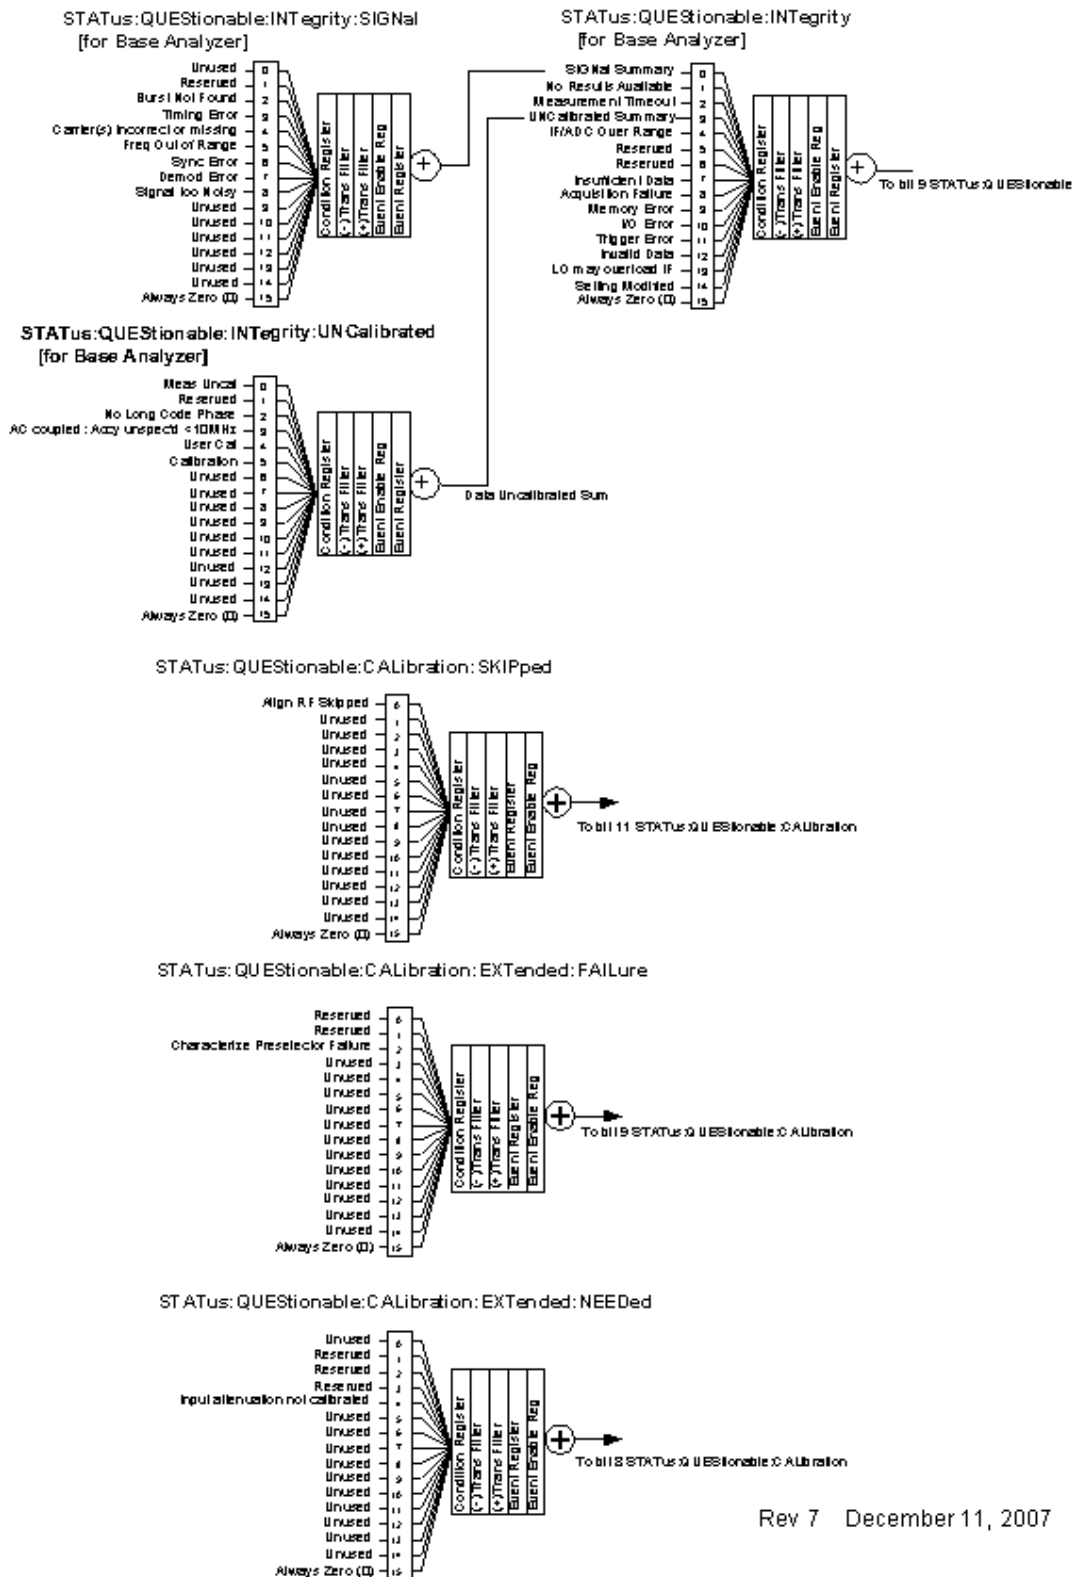 STATus:QUEStionable:INTegrity:SIGNal
[for Base Analyzer]
Unused 0
Reserved 1
Burst Not Found 2
Timing Error 3
Carrier(s) Incorrect or missing 4
Freq Out of Range 5
Sync Error 6
Demod Error 7
Signal too Noisy 8
Unused 9
Unused 10
Unused 11
Unused 12
Unused 13
Unused 14
Always Zero (0) 15
Condition Register
(-)Trans Filter
(+)Trans Filter
Event Enable Reg
Event Register
+
STATus:QUEStionable:INTegrity
[for Base Analyzer]
SIGNal Summary 0
No Results Available 1
Measurement Timeout 2
UNCalibrated Summary 3
IF/ADC Over Range 4
Reserved 5
Reserved 6
Insufficient Data 7
Acquisition Failure 8
Memory Error 9
I/O Error 10
Trigger Error 11
Invalid Data 12
LO may overload IF 13
Setting Modified 14
Always Zero (0) 15
Condition Register
(-)Trans Filter
(+)Trans Filter
Event Enable Reg
Event Register
+
To bit 9 STATus:QUEStionable
STATus:QUEStionable:INTegrity:UNCalibrated
[for Base Analyzer]
Meas Uncal 0
Reserved 1
No Long Code Phase 2
AC coupled : Accy unspec'd <10MHz 3
User Cal 4
Calibration 5
Unused 6
Unused 7
Unused 8
Unused 9
Unused 10
Unused 11
Unused 12
Unused 13
Unused 14
Always Zero (0) 15
Condition Register
(-)Trans Filter
(+)Trans Filter
Event Enable Reg
Event Register
+
Data Uncalibrated Sum
STATus:QUEStionable:CALibration:SKIPped
Align RF Skipped 0
Unused 1
Unused 2
Unused 3
Unused 4
Unused 5
Unused 6
Unused 7
Unused 8
Unused 9
Unused 10
Unused 11
Unused 12
Unused 13
Unused 14
Always Zero (0) 15
Condition Register
(-)Trans Filter
(+)Trans Filter
Event Register
Event Enable Reg
+
To bit 11 STATus:QUEStionable:CALibration
STATus:QUEStionable:CALibration:EXTended:FAILure
Reserved 0
Reserved 1
Characterize Preselector Failure 2
Unused 3
Unused 4
Unused 5
Unused 6
Unused 7
Unused 8
Unused 9
Unused 10
Unused 11
Unused 12
Unused 13
Unused 14
Always Zero (0) 15
Condition Register
(-)Trans Filter
(+)Trans Filter
Event Register
Event Enable Reg
+
To bit 9 STATus:QUEStionable:CALibration
STATus:QUEStionable:CALibration:EXTended:NEEDed
Unused 0
Reserved 1
Reserved 2
Reserved 3
Input attenuation not calibrated 4
Unused 5
Unused 6
Unused 7
Unused 8
Unused 9
Unused 10
Unused 11
Unused 12
Unused 13
Unused 14
Always Zero (0) 15
Condition Register
(-)Trans Filter
(+)Trans Filter
Event Register
Event Enable Reg
+
To bit 8 STATus:QUEStionable:CALibration
Rev 7 December 11, 2007